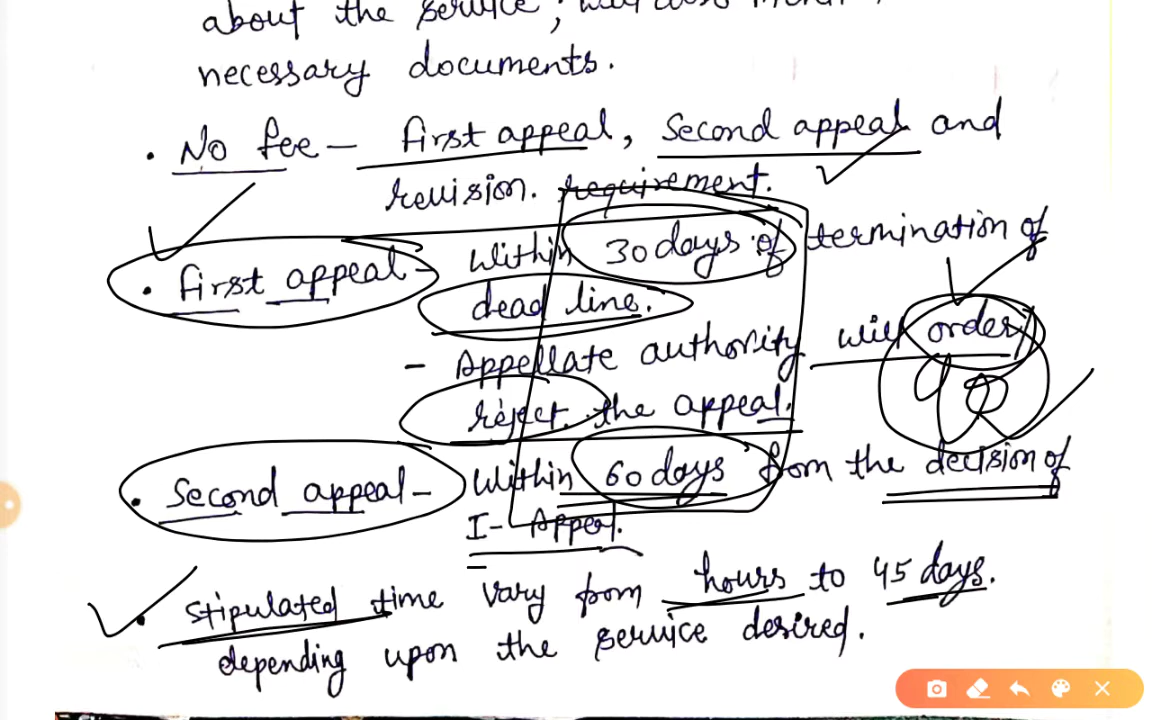 about the service;
necessary documents.
. No fee – first appeal, Second appeal and
revision. requirement.
. first appeal – within 30 days of termination of
dead line.
– Appellate authority will order
reject the appeal.
. Second appeal – within 60 days from the decision of
I – Appeal.
. stipulated time vary from hours to 45 days.
depending upon the service desired.